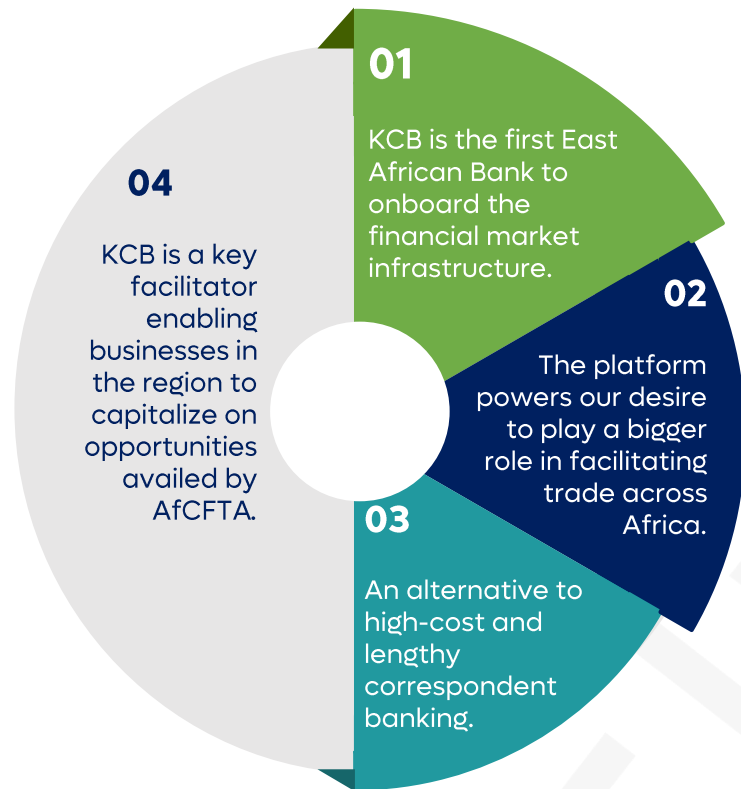 01
KCB is the first East
African Bank to
onboard the
financial market
infrastructure.
02
The platform
powers our desire
to play a bigger
role in facilitating
trade across
Africa.
03
An alternative to
high-cost and
lengthy
correspondent
banking.
04
KCB is a key
facilitator
enabling
businesses in
the region to
capitalize on
opportunities
availed by
AfCFTA.